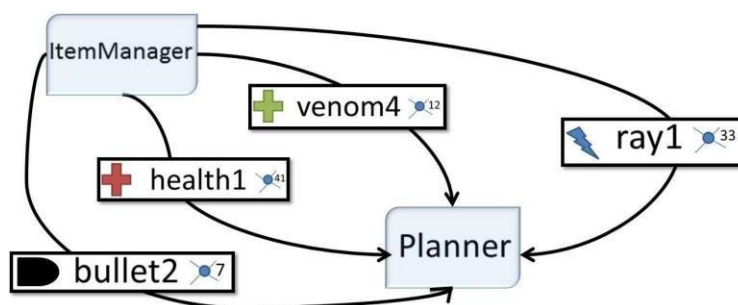 ItemManager
venom4 12
ray1 33
health1 41
Planner
bullet2 7